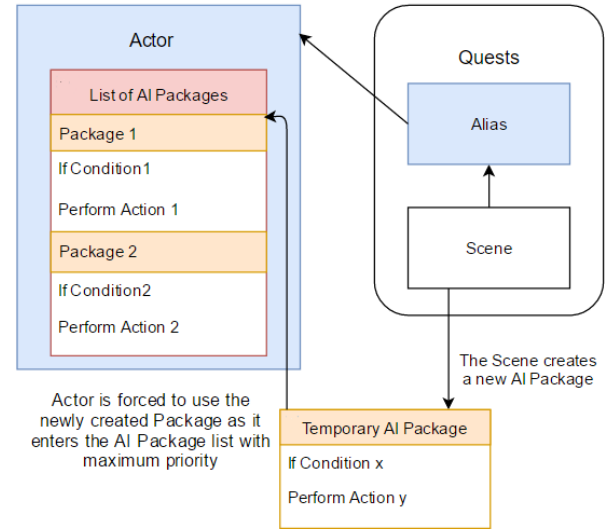 Actor
List of AI Packages
Package 1
If Condition1
Perform Action 1
Package 2
If Condition2
Perform Action 2
Quests
Alias
Scene
The Scene creates
a new AI Package
Actor is forced to use the
newly created Package as it
enters the AI Package list with
maximum priority
Temporary AI Package
If Condition x
Perform Action y